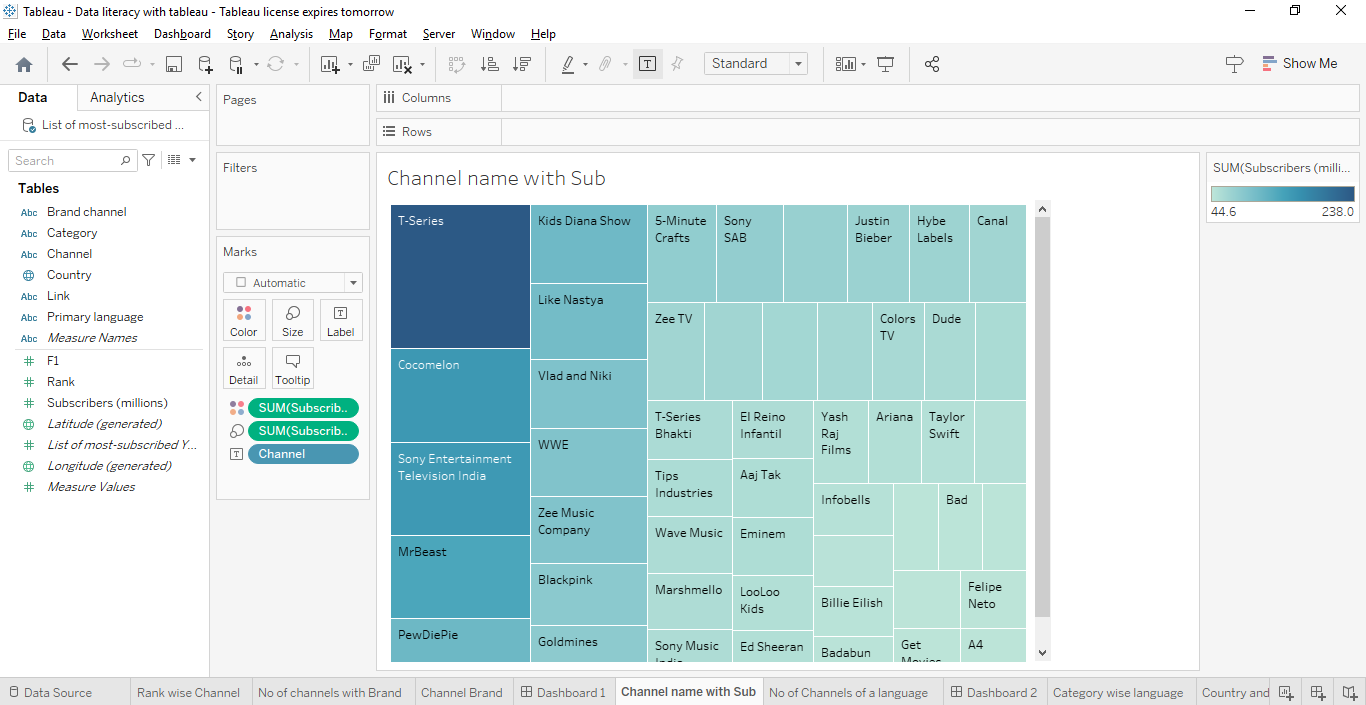 Tableau - Data literacy with tableau - Tableau license expires tomorrow
File Data Worksheet Dashboard Story Analysis Map Format Server Window Help
Standard
Show Me
Data Analytics
List of most-subscribed ...
Search
Tables
Abc Brand channel
Abc Category
Abc Channel
Country
Abc Link
Abc Primary language
Abc Measure Names
# F1
# Rank
# Subscribers (millions)
Latitude (generated)
# List of most-subscribed Y...
Longitude (generated)
# Measure Values
Pages
Filters
Marks
Automatic
Color Size Label
Detail Tooltip
SUM(Subscrib..
SUM(Subscrib..
Channel
Columns
Rows
Channel name with Sub
T-Series
Cocomelon
Sony Entertainment
Television India
MrBeast
PewDiePie
Kids Diana Show
Like Nastya
Vlad and Niki
WWE
Zee Music
Company
Blackpink
Goldmines
5-Minute
Crafts
Sony
SAB
Justin
Bieber
Hybe
Labels
Canal
Zee TV
Colors
TV
Dude
T-Series
Bhakti
El Reino
Infantil
Yash
Raj
Films
Ariana
Taylor
Swift
Tips
Industries
Aaj Tak
Infobells
Bad
Wave Music
Eminem
Marshmello
LooLoo
Kids
Billie Eilish
Felipe
Neto
Sony Music
India
Ed Sheeran
Badabun
Get
Movies
A4
SUM(Subscribers (milli...
44.6 238.0
Data Source Rank wise Channel No of channels with Brand Channel Brand Dashboard 1 Channel name with Sub No of Channels of a language Dashboard 2 Category wise language Country and